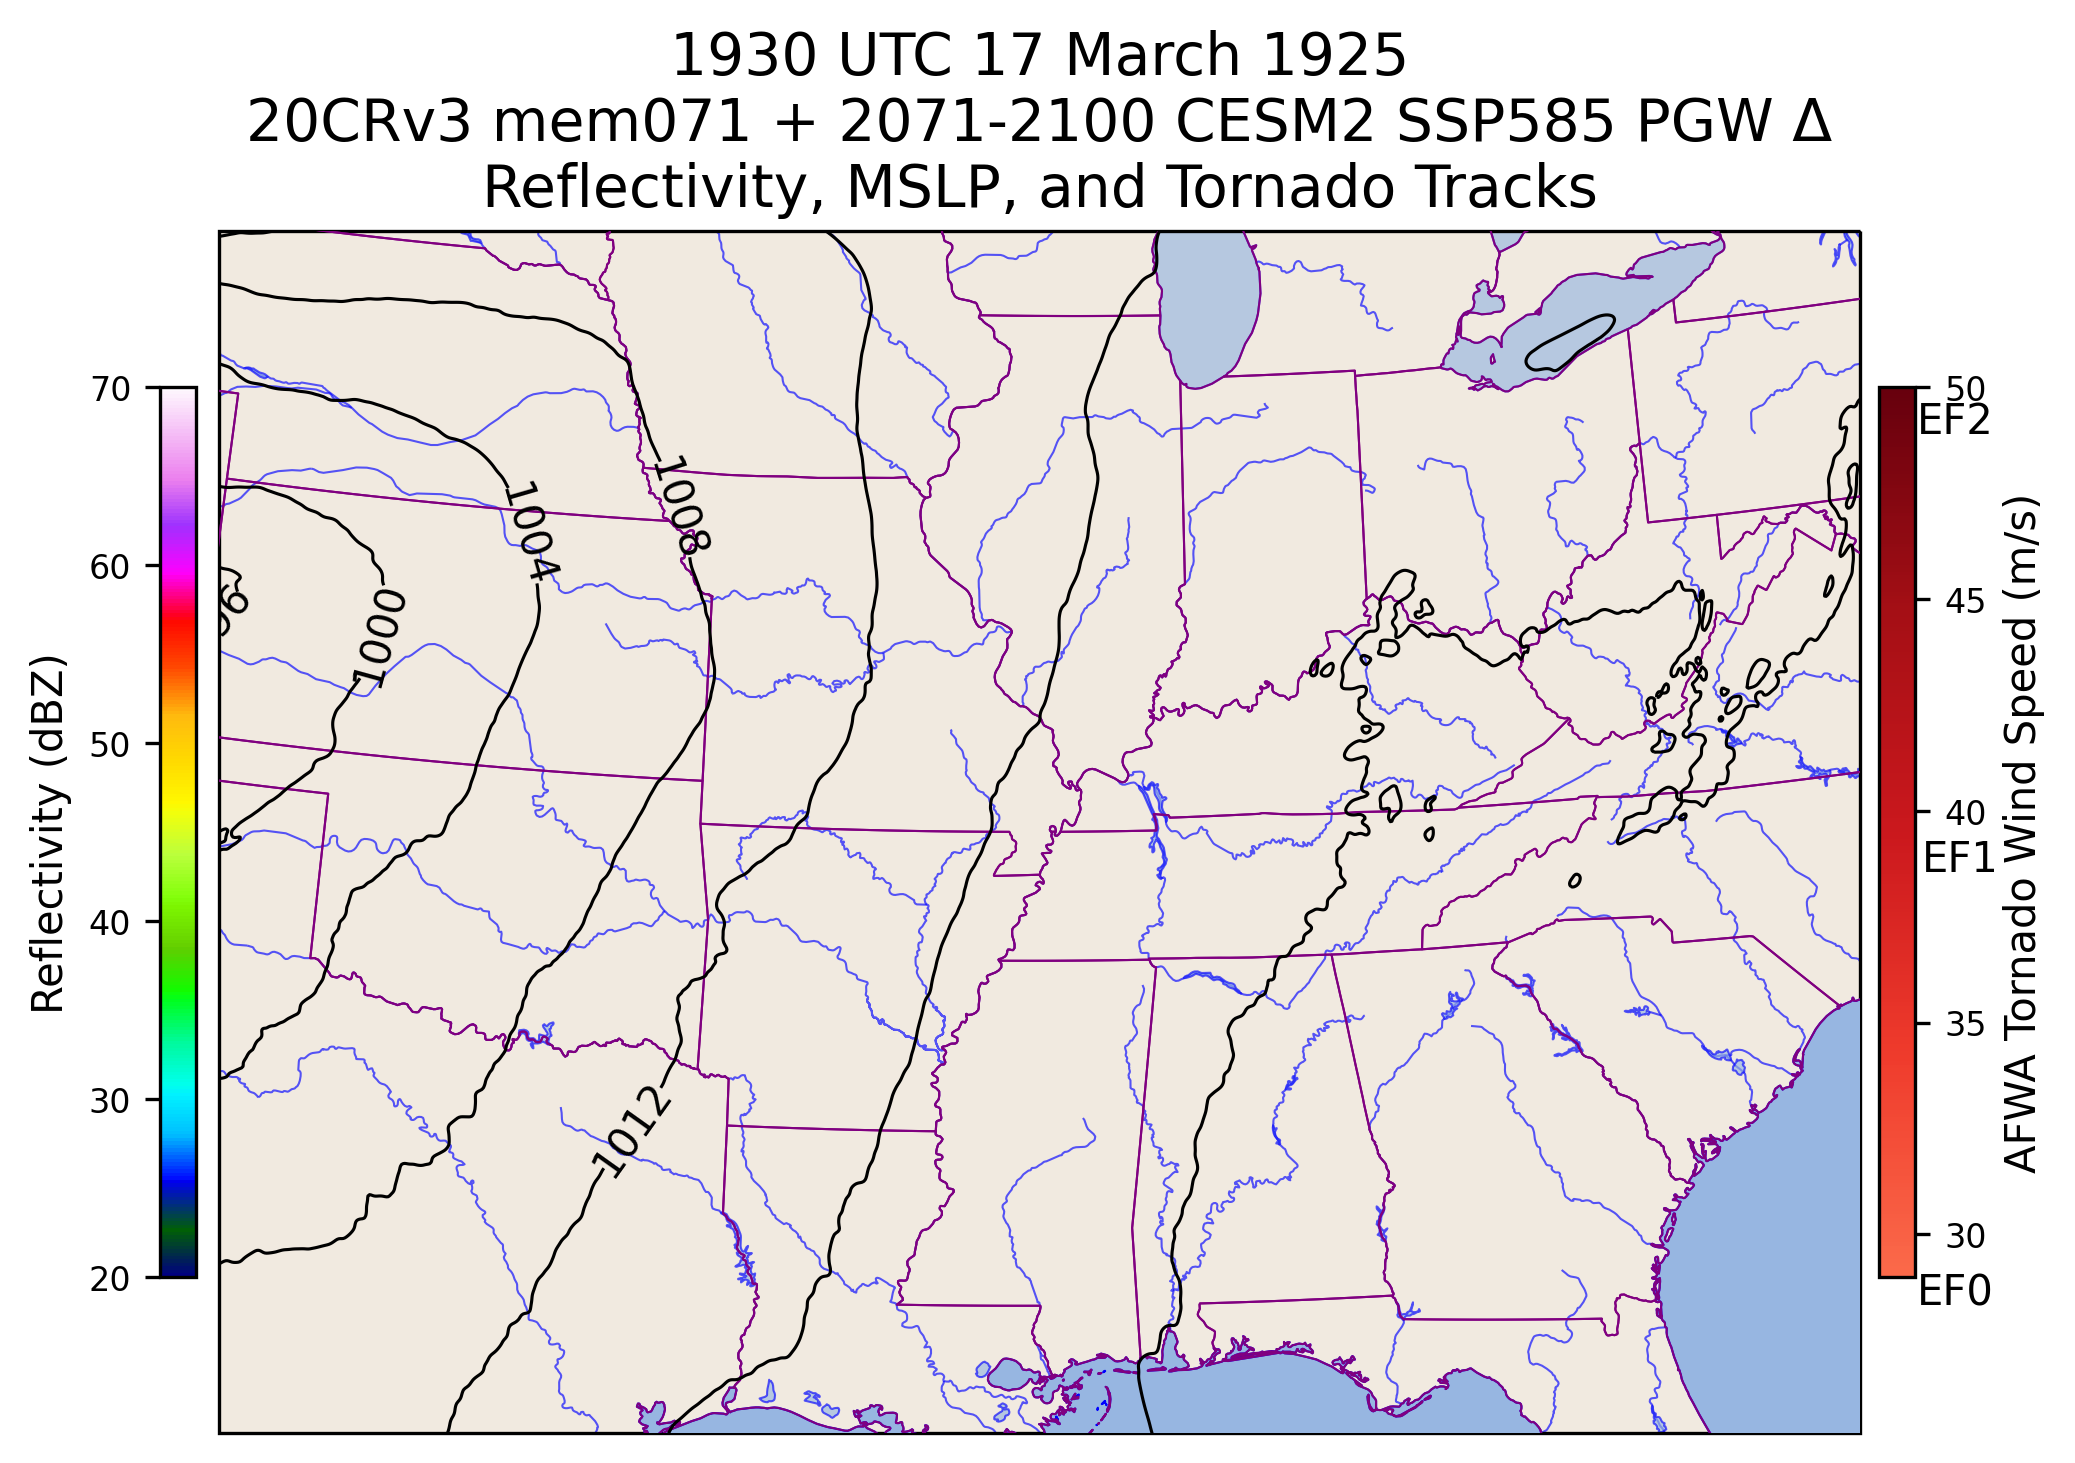 1930 UTC 17 March 1925
20CRv3 mem071 + 2071-2100 CESM2 SSP585 PGW Δ
Reflectivity, MSLP, and Tornado Tracks
Reflectivity (dBZ)
70
60
50
40
30
20
1008
1004
1000
1012
50
EF2
45
40
EF1
35
30
EF0
AFWA Tornado Wind Speed (m/s)